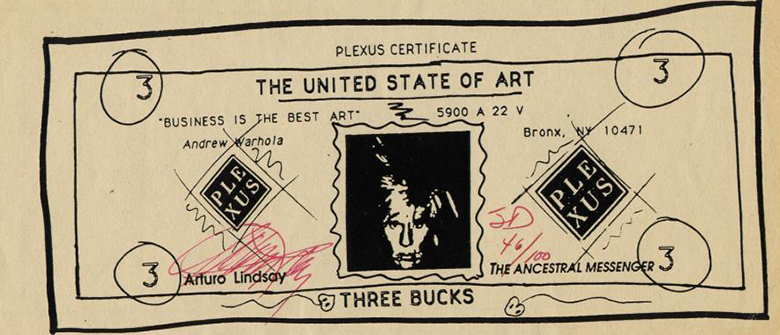 PLEXUS CERTIFICATE
3
3
THE UNITED STATE OF ART
"BUSINESS IS THE BEST ART"
5900 A 22 V
Andrew Warhola
Bronx, NY 10471
PLE
XUS
PLE
XUS
JD
46/100
3
Arturo Lindsay
THE ANCESTRAL MESSENGER
3
THREE BUCKS